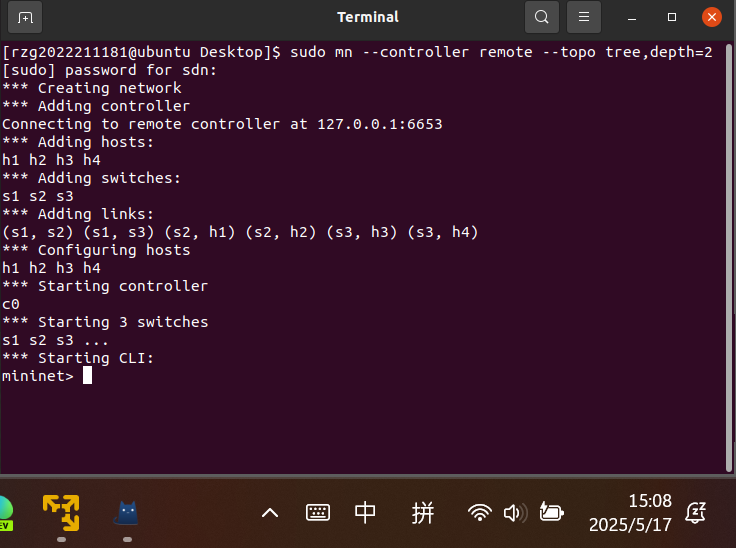 Terminal
[rzg2022211181@ubuntu Desktop]$ sudo mn --controller remote --topo tree,depth=2
[sudo] password for sdn:
*** Creating network
*** Adding controller
Connecting to remote controller at 127.0.0.1:6653
*** Adding hosts:
h1 h2 h3 h4
*** Adding switches:
s1 s2 s3
*** Adding links:
(s1, s2) (s1, s3) (s2, h1) (s2, h2) (s3, h3) (s3, h4)
*** Configuring hosts
h1 h2 h3 h4
*** Starting controller
c0
*** Starting 3 switches
s1 s2 s3 ...
*** Starting CLI:
mininet>
中 拼 15:08
2025/5/17